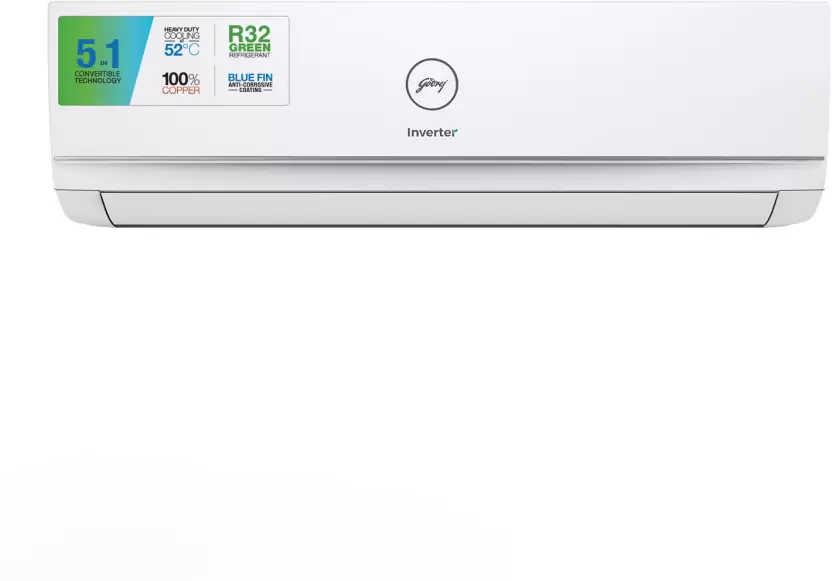 5 IN 1
CONVERTIBLE
TECHNOLOGY
HEAVY DUTY
COOLING
at
52°C
R32
GREEN
REFRIGERANT
100%
COPPER
BLUE FIN
ANTI-CORROSIVE
COATING
Godrej
Inverter